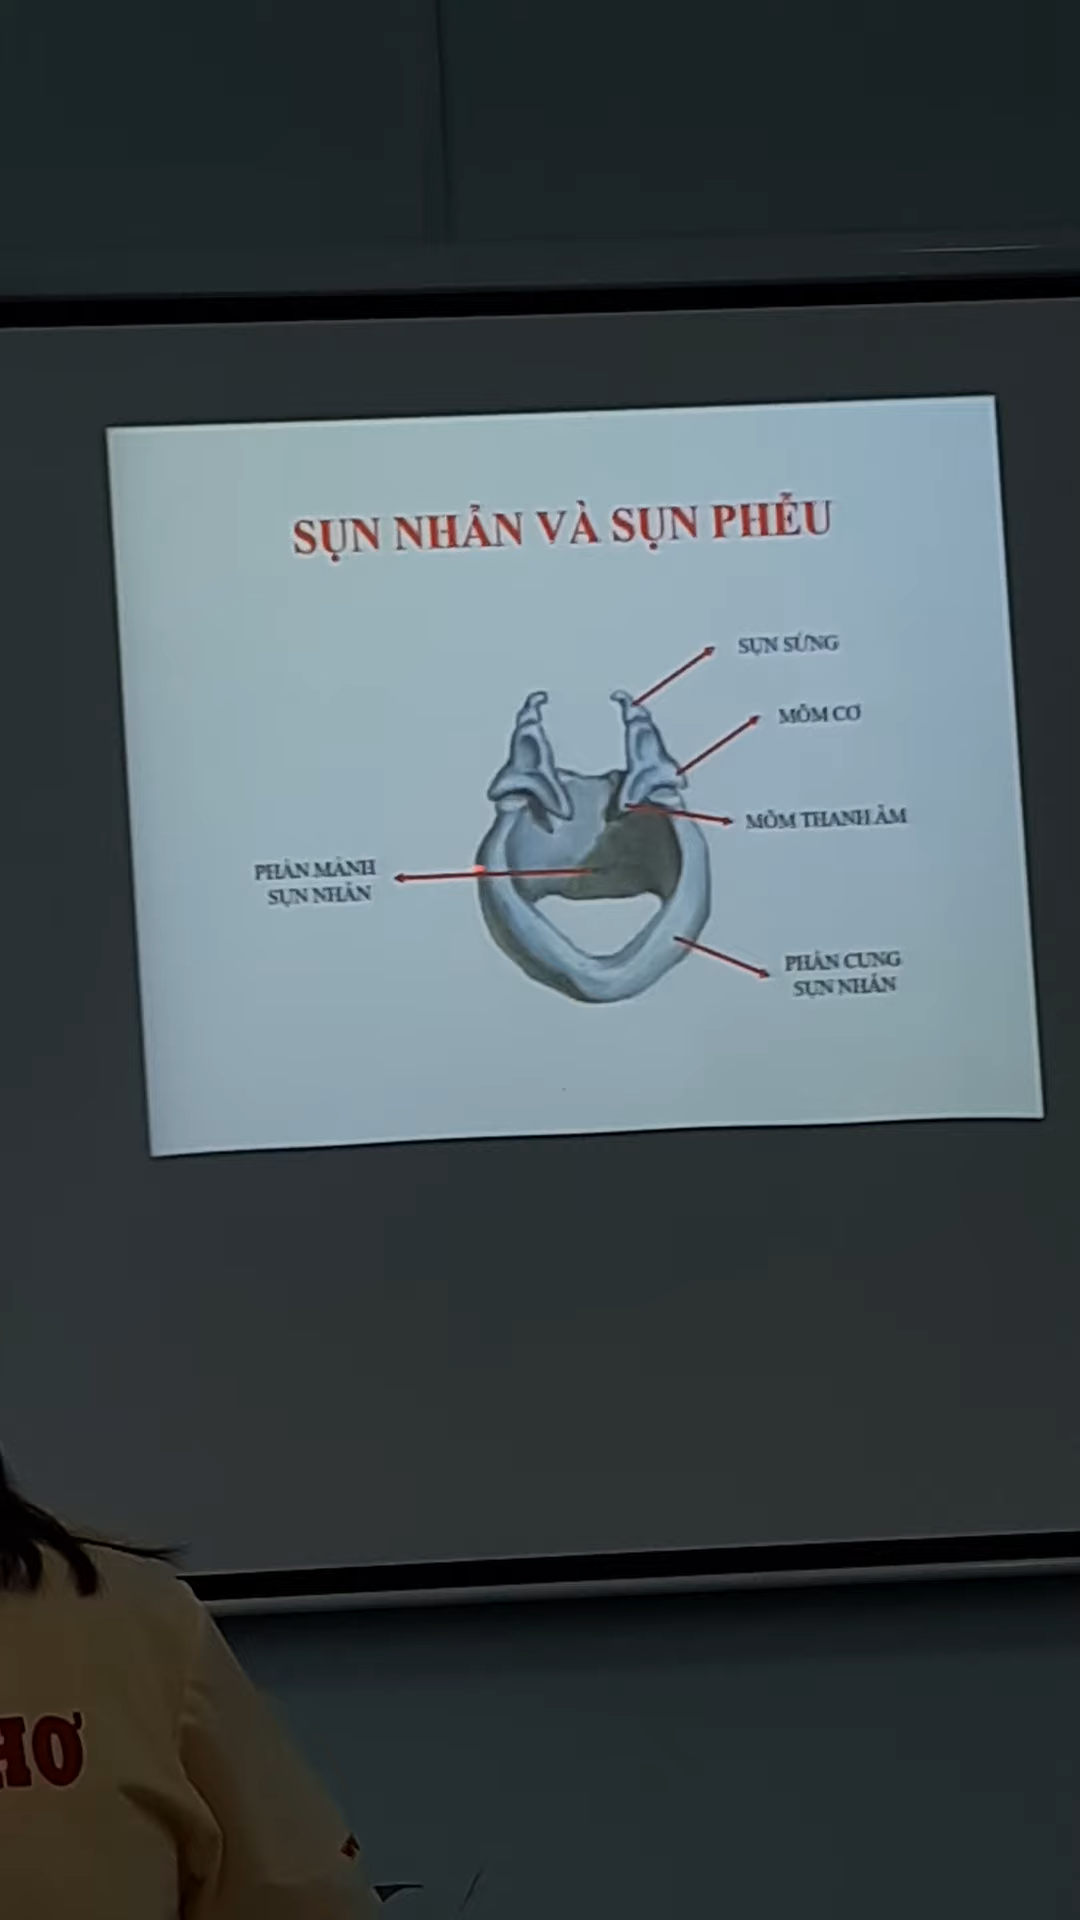 SỤN NHẪN VÀ SỤN PHỄU
SỤN SỪNG
MỎM CƠ
MỎM THANH ÂM
PHẦN MẢNH
SỤN NHẪN
PHẦN CUNG
SỤN NHẪN
HƠ